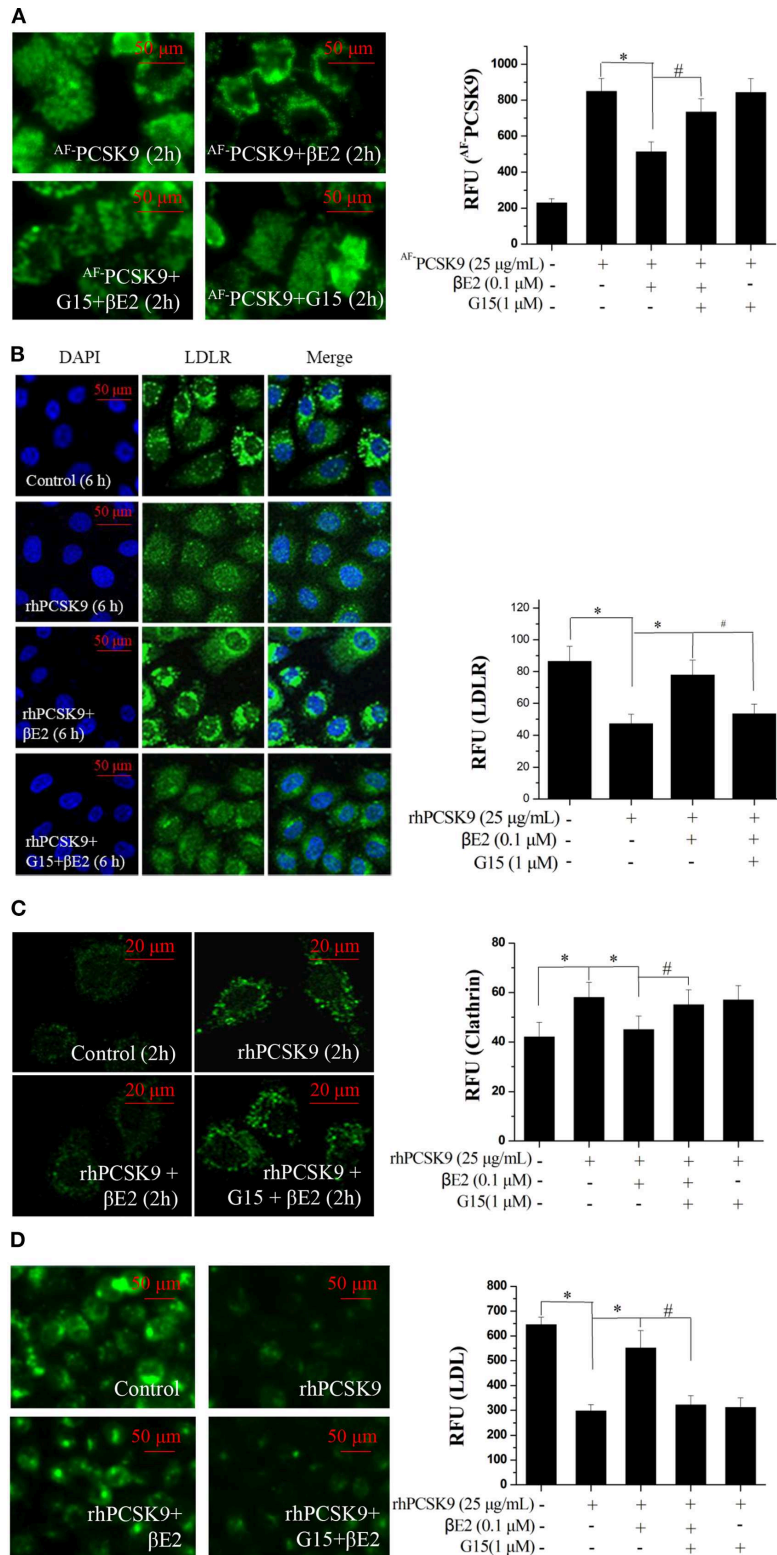 A
50 μm
50 μm
AF-PCSK9 (2h)
AF-PCSK9+βE2 (2h)
50 μm
50 μm
AF-PCSK9+
G15+βE2 (2h)
AF-PCSK9+G15 (2h)
RFU (AF-PCSK9)
1000
800
600
400
200
0
*
#
AF-PCSK9 (25 μg/mL) - + + + +
βE2 (0.1 μM) - - + + -
G15(1 μM) - - - + +
B
DAPI LDLR Merge
50 μm
Control (6 h)
50 μm
rhPCSK9 (6 h)
50 μm
rhPCSK9+
βE2 (6 h)
50 μm
rhPCSK9+
G15+βE2 (6 h)
RFU (LDLR)
120
100
80
60
40
20
0
*
*
#
rhPCSK9 (25 μg/mL) - + + +
βE2 (0.1 μM) - - + +
G15 (1 μM) - - - +
C
20 μm
20 μm
Control (2h)
rhPCSK9 (2h)
20 μm
20 μm
rhPCSK9 +
βE2 (2h)
rhPCSK9 +
G15 + βE2 (2h)
RFU (Clathrin)
80
60
40
20
0
*
*
#
rhPCSK9 (25 μg/mL) - + + + +
βE2 (0.1 μM) - - + + -
G15(1 μM) - - - + +
D
50 μm
50 μm
Control
rhPCSK9
50 μm
50 μm
rhPCSK9+
βE2
rhPCSK9+
G15+βE2
RFU (LDL)
800
700
600
500
400
300
200
100
0
*
*
#
rhPCSK9 (25 μg/mL) - + + + +
βE2 (0.1 μM) - - + + -
G15(1 μM) - - - + +